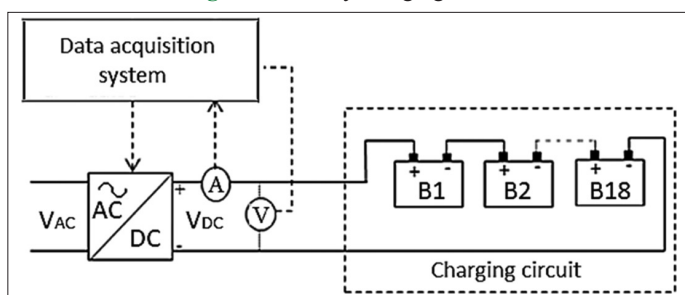 Data acquisition
system
A
+ - + - + -
B1 B2 B18
AC
+
VAC
VDC
V
DC
-
Charging circuit